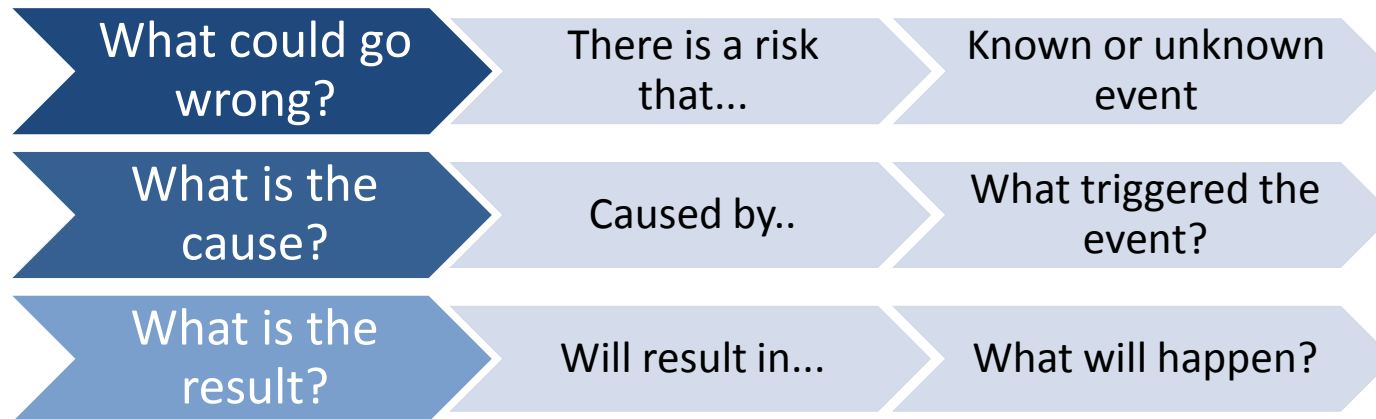 What could go
wrong?
There is a risk
that...
Known or unknown
event
What is the
cause?
Caused by..
What triggered the
event?
What is the
result?
Will result in...
What will happen?